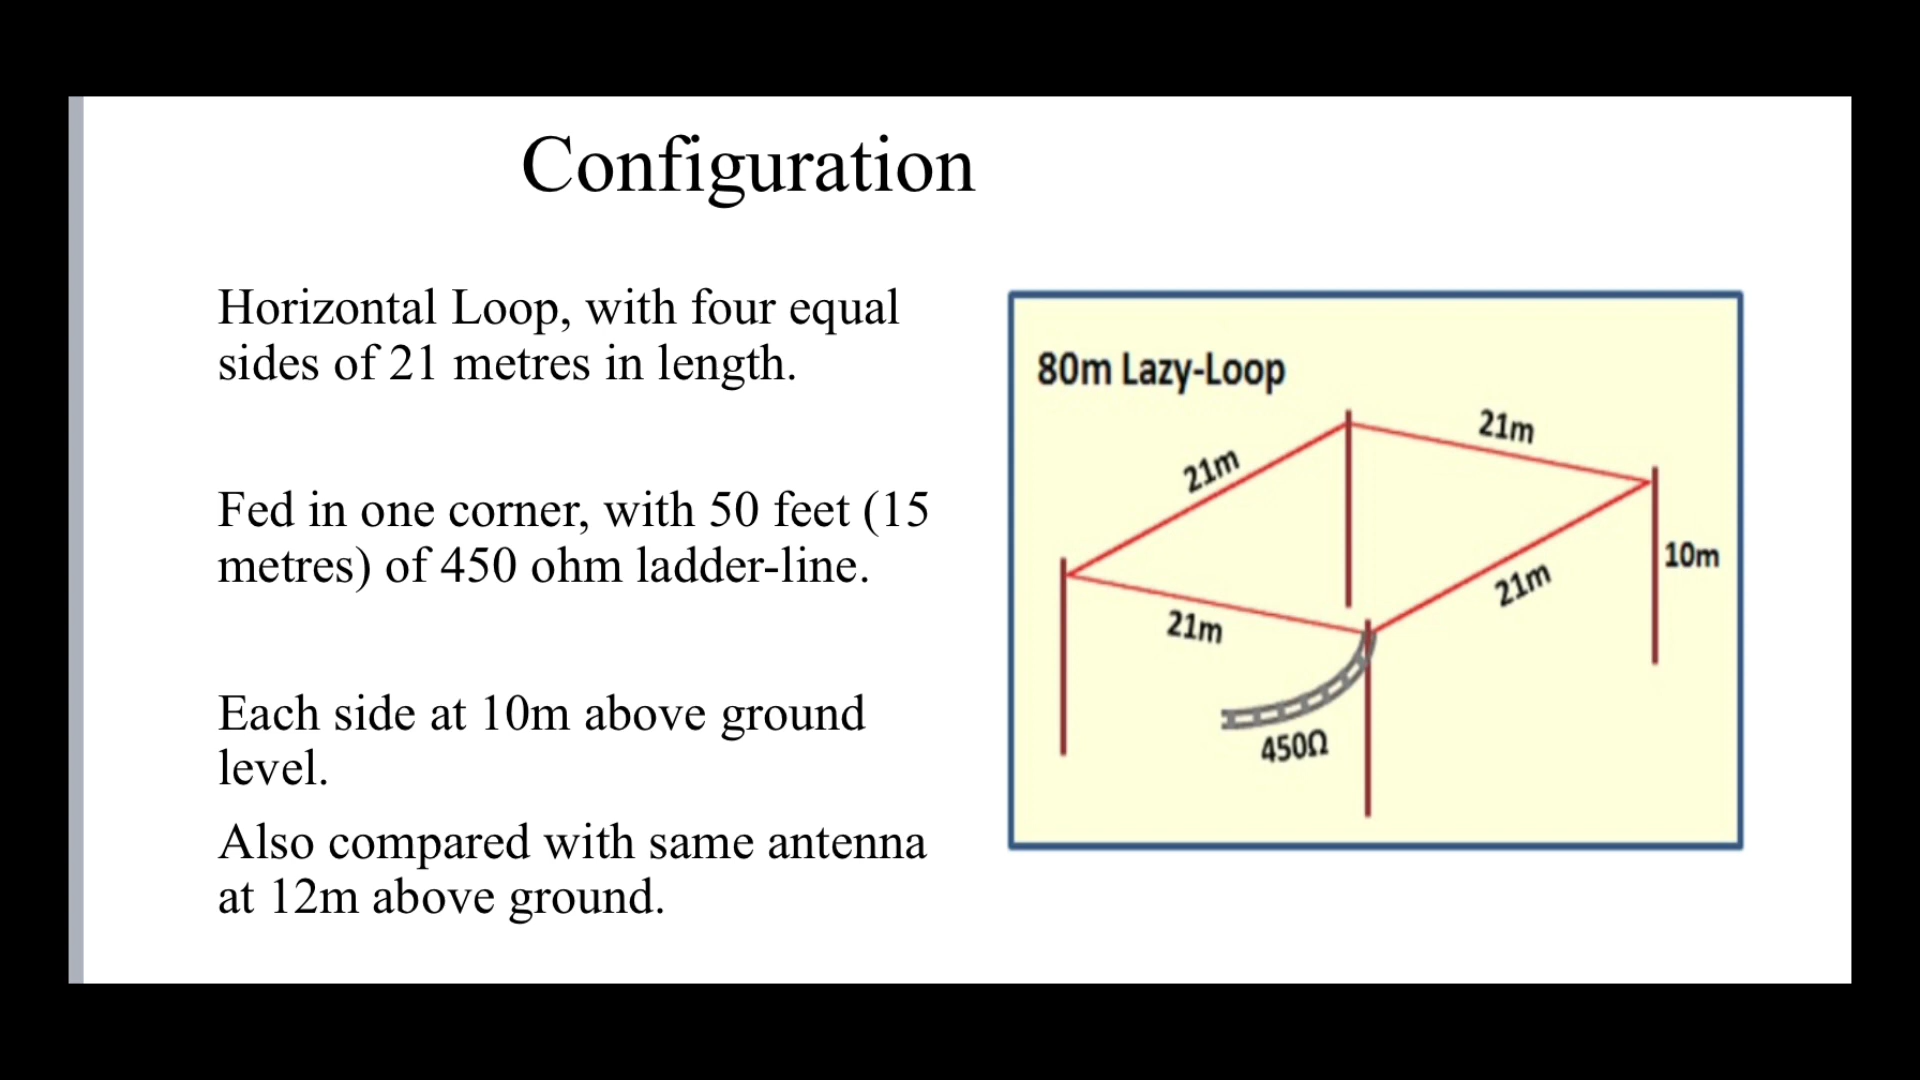 Configuration
Horizontal Loop, with four equal
sides of 21 metres in length.
Fed in one corner, with 50 feet (15
metres) of 450 ohm ladder-line.
Each side at 10m above ground
level.
Also compared with same antenna
at 12m above ground.
80m Lazy-Loop
21m
21m
10m
21m
21m
450Ω